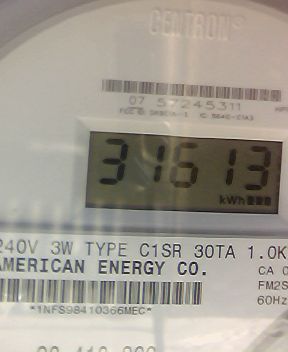 CENTRON®
07 57245311
31613
kWh
240V 3W TYPE C1SR 30TA 1.0K
AMERICAN ENERGY CO.
CA 0
FM2S
60Hz
*1NFS98410366MEC*